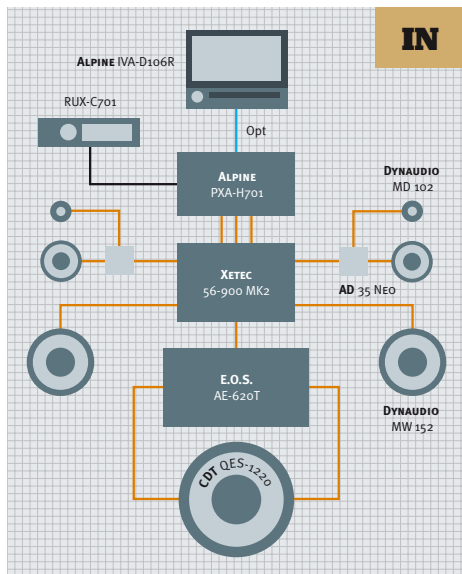 IN
ALPINE IVA-D106R
RUX-C701
Opt
ALPINE
PXA-H701
DYNAUDIO
MD 102
XETEC
56-900 MK2
AD 35 NEO
E.O.S.
AE-620T
DYNAUDIO
MW 152
CDT QES-1220